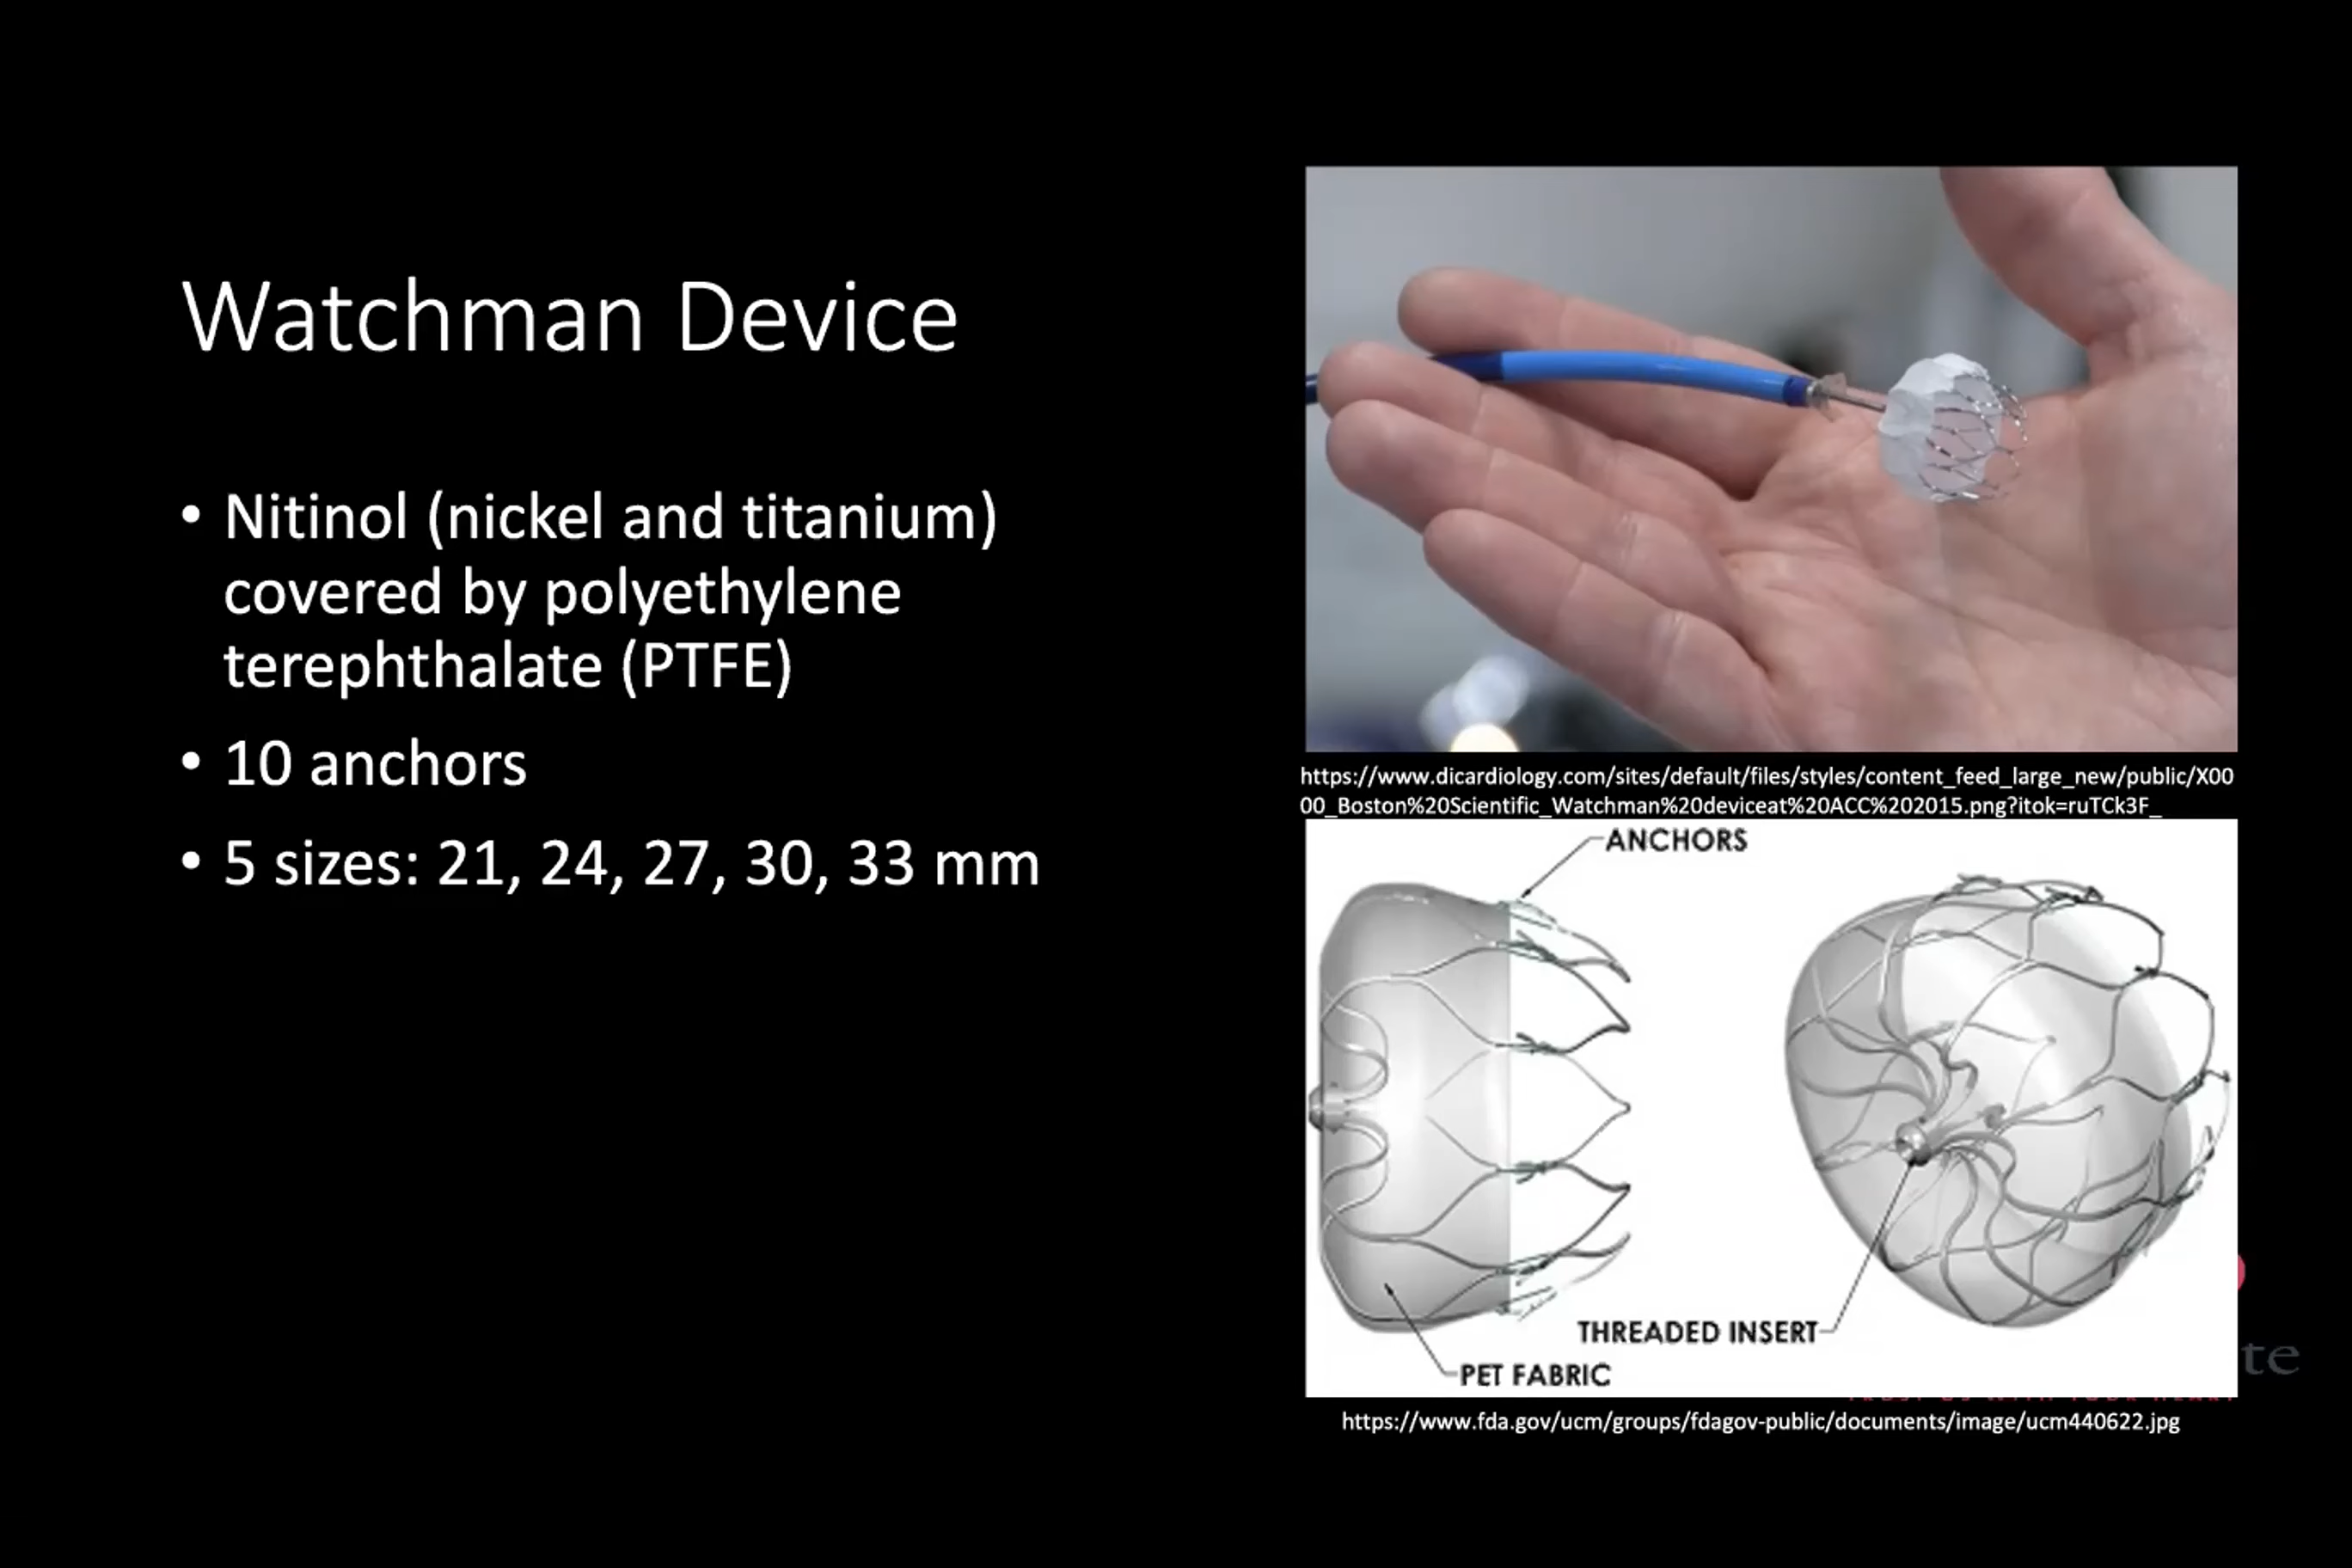 Watchman Device
• Nitinol (nickel and titanium)
covered by polyethylene
terephthalate (PTFE)
• 10 anchors
• 5 sizes: 21, 24, 27, 30, 33 mm
https://www.dicardiology.com/sites/default/files/styles/content_feed_large_new/public/X00
00_Boston%20Scientific_Watchman%20deviceat%20ACC%202015.png?itok=ruTCk3F_
ANCHORS
THREADED INSERT
PET FABRIC
te
https://www.fda.gov/ucm/groups/fdagov-public/documents/image/ucm440622.jpg